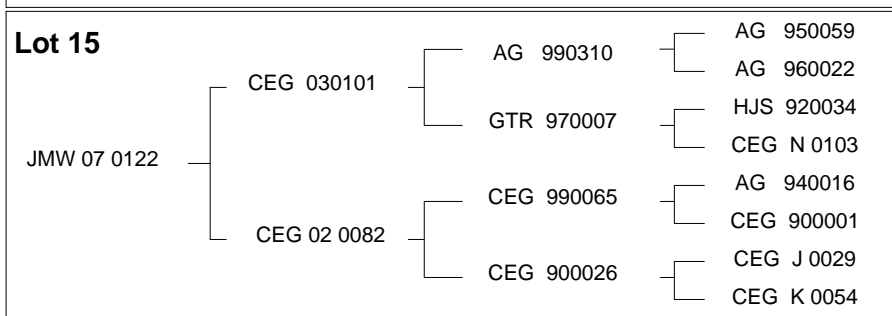 Lot 15
AG 950059
AG 990310
AG 960022
CEG 030101
HJS 920034
GTR 970007
CEG N 0103
JMW 07 0122
AG 940016
CEG 990065
CEG 900001
CEG 02 0082
CEG J 0029
CEG 900026
CEG K 0054